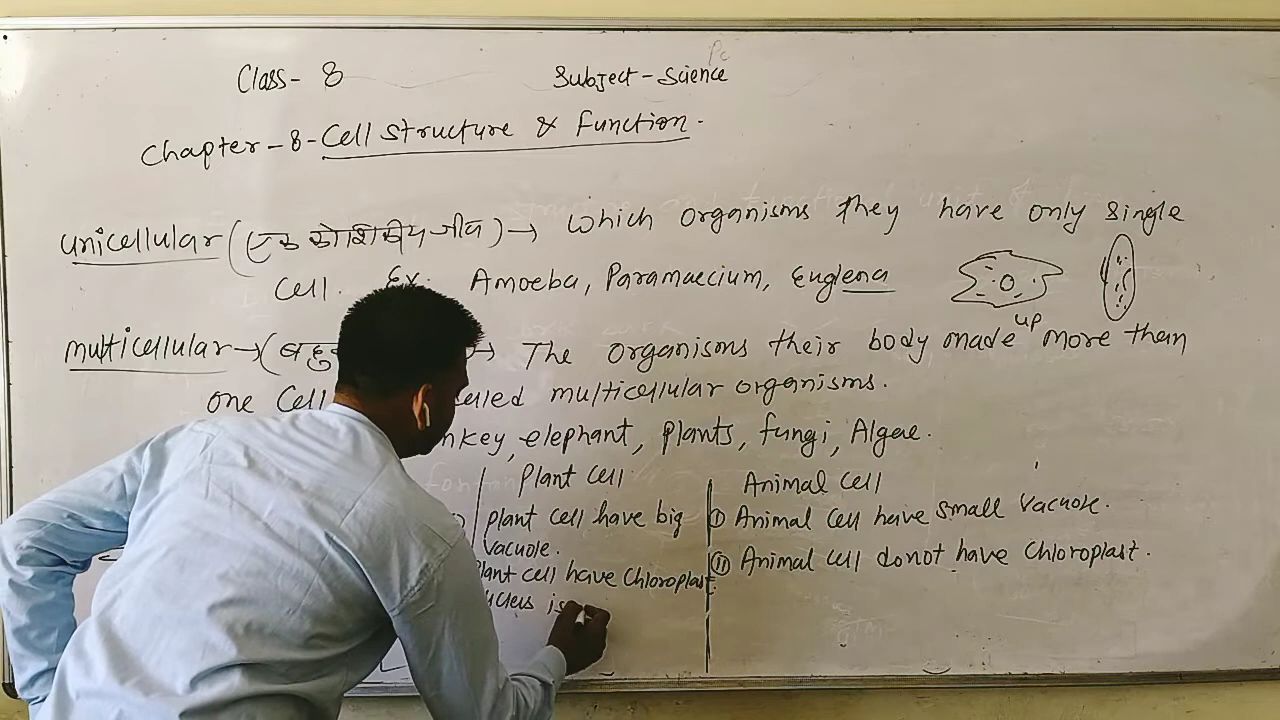 Class- 8 Subject-Science
Chapter-8-Cell Structure & Function.
Unicellular (एक कोशिकीय जीव) → Which organisms they have only single
Cell. Ex. Amoeba, Paramaecium, Euglena
multicellular→( बहु → The organisms their body made up more than
one Cell called multicellular organisms.
nkey, elephant, plants, fungi, Algae.
Plant Cell Animal Cell
plant cell have big ① Animal Cell have small Vacuole.
Vacuole.
Plant cell have Chloroplast. ② Animal cell donot have Chloroplast.
ucleus is